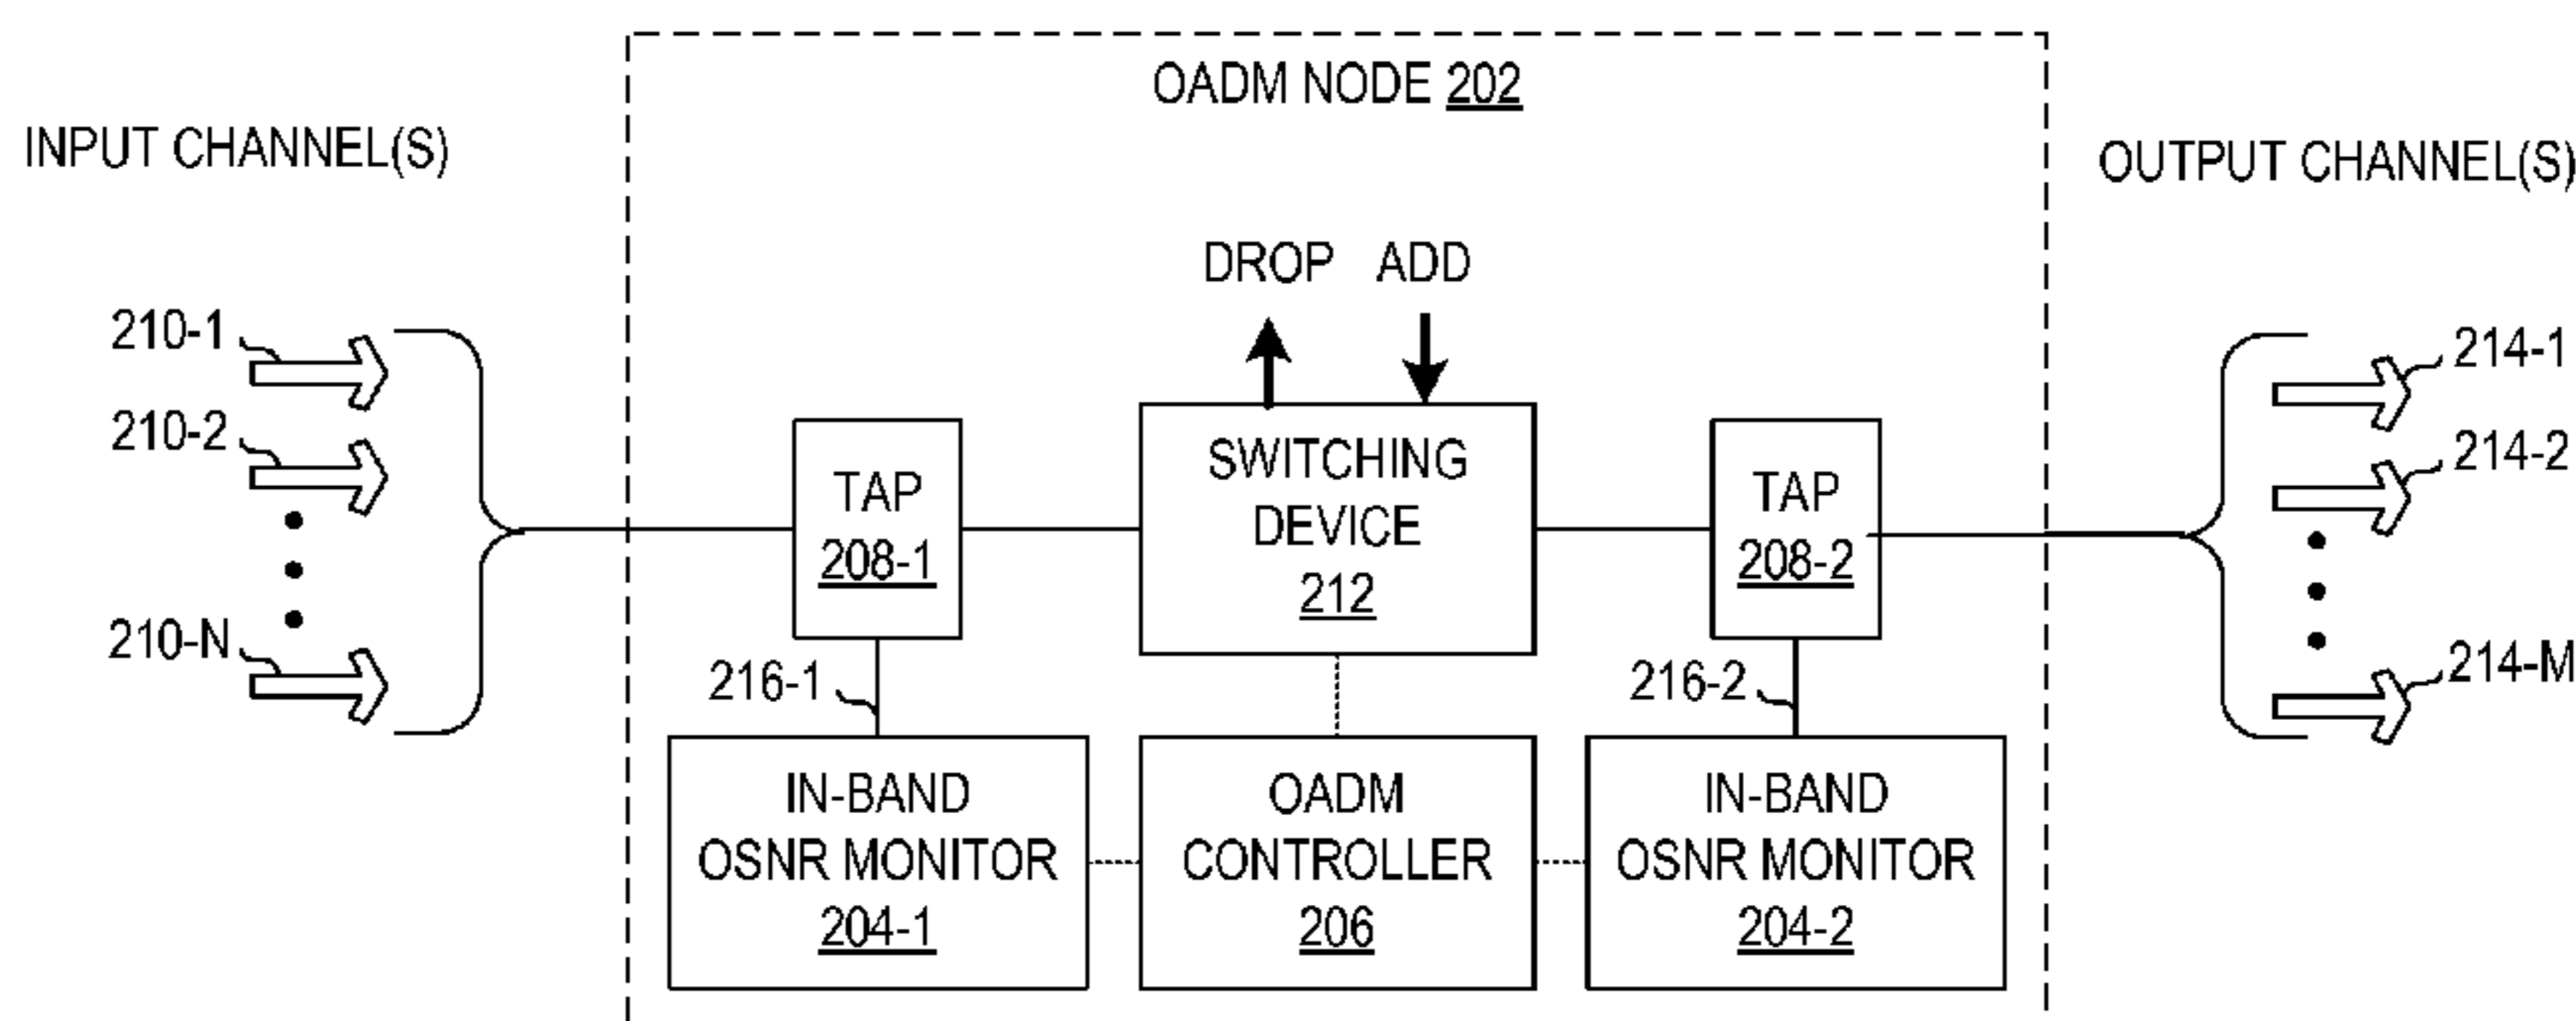 OADM NODE 202
INPUT CHANNEL(S)
OUTPUT CHANNEL(S)
DROP
ADD
210-1
210-2
210-N
TAP
208-1
SWITCHING
DEVICE
212
TAP
208-2
214-1
214-2
214-M
216-1
216-2
IN-BAND
OSNR MONITOR
204-1
OADM
CONTROLLER
206
IN-BAND
OSNR MONITOR
204-2